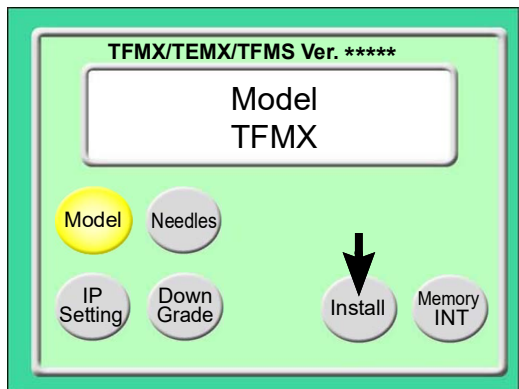 TFMX/TEMX/TFMS Ver. *****
Model
TFMX
Model
Needles
IP
Setting
Down
Grade
Install
Memory
INT